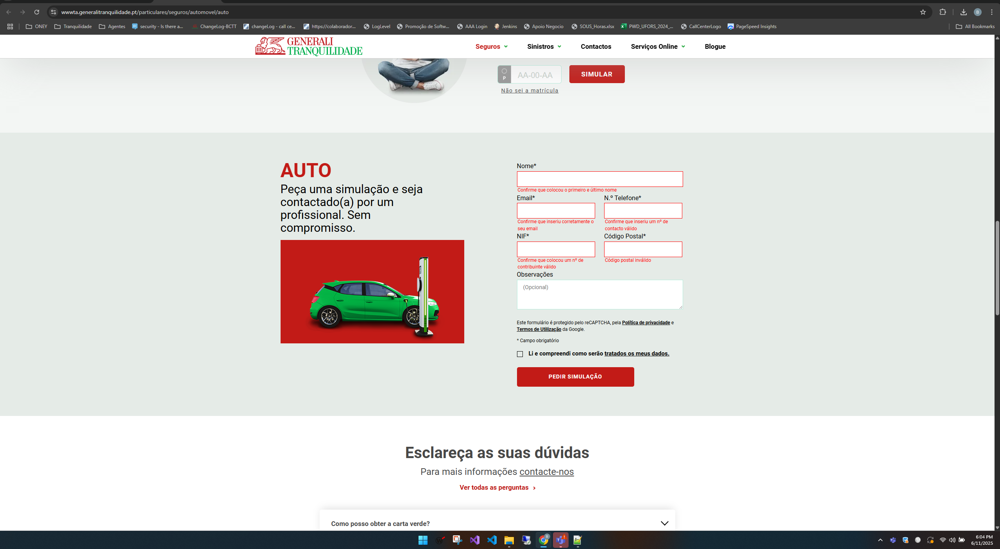 wwwta.generalitranquilidade.pt/particulares/seguros/automovel/auto
B
ONEY
Tranquilidade
Agentes
security - Is there a...
ChangeLog-BCTT
changeLog - call ce...
https://colaborador...
LogLevel
Promoção de Softw...
AAA Login
Jenkins
Apoio Negocio
SOUS_Horas.xlsx
PWD_UFORS_2024_...
CallCenterLogo
PageSpeed Insights
All Bookmarks
GENERALI
TRANQUILIDADE
Seguros
Sinistros
Contactos
Serviços Online
Blogue
P
AA-00-AA
SIMULAR
Não sei a matrícula
AUTO
Peça uma simulação e seja
contactado(a) por um
profissional. Sem
compromisso.
Nome*
Confirme que colocou o primeiro e último nome
Email*
N.º Telefone*
Confirme que inseriu corretamente o
seu email
Confirme que inseriu um nº de
contacto válido
NIF*
Código Postal*
Confirme que colocou um nº de
contribuinte válido
Código postal inválido
Observações
(Opcional)
Este formulário é protegido pelo reCAPTCHA, pela Política de privacidade e
Termos de Utilização da Google.
* Campo obrigatório
Li e compreendi como serão tratados os meus dados.
PEDIR SIMULAÇÃO
Esclareça as suas dúvidas
Para mais informações contacte-nos
Ver todas as perguntas
Como posso obter a carta verde?
6:04 PM
6/11/2025